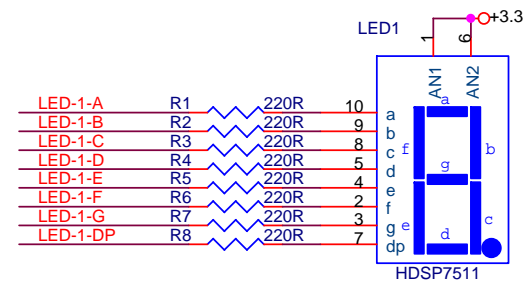 LED1
+3.3
1 6
AN1 AN2
LED-1-A R1 220R 10 a
LED-1-B R2 220R 9 b
LED-1-C R3 220R 8 c
LED-1-D R4 220R 5 d
LED-1-E R5 220R 4 e
LED-1-F R6 220R 2 f
LED-1-G R7 220R 3 g
LED-1-DP R8 220R 7 dp
a
f b
g
e c
d
HDSP7511